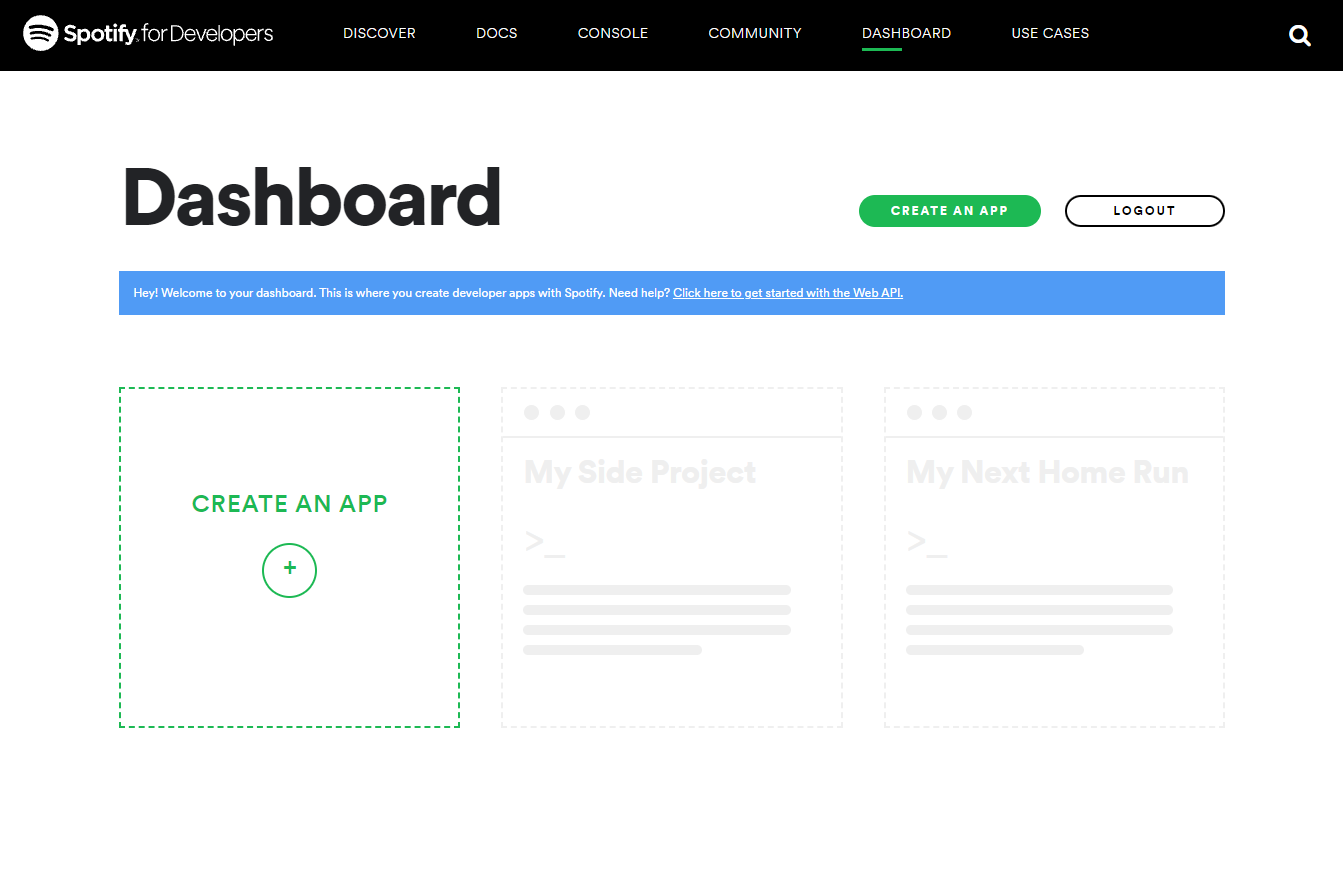 Spotify for Developers DISCOVER DOCS CONSOLE COMMUNITY DASHBOARD USE CASES
Dashboard
CREATE AN APP LOGOUT
Hey! Welcome to your dashboard. This is where you create developer apps with Spotify. Need help? Click here to get started with the Web API.
CREATE AN APP
+
My Side Project
>_
My Next Home Run
>_